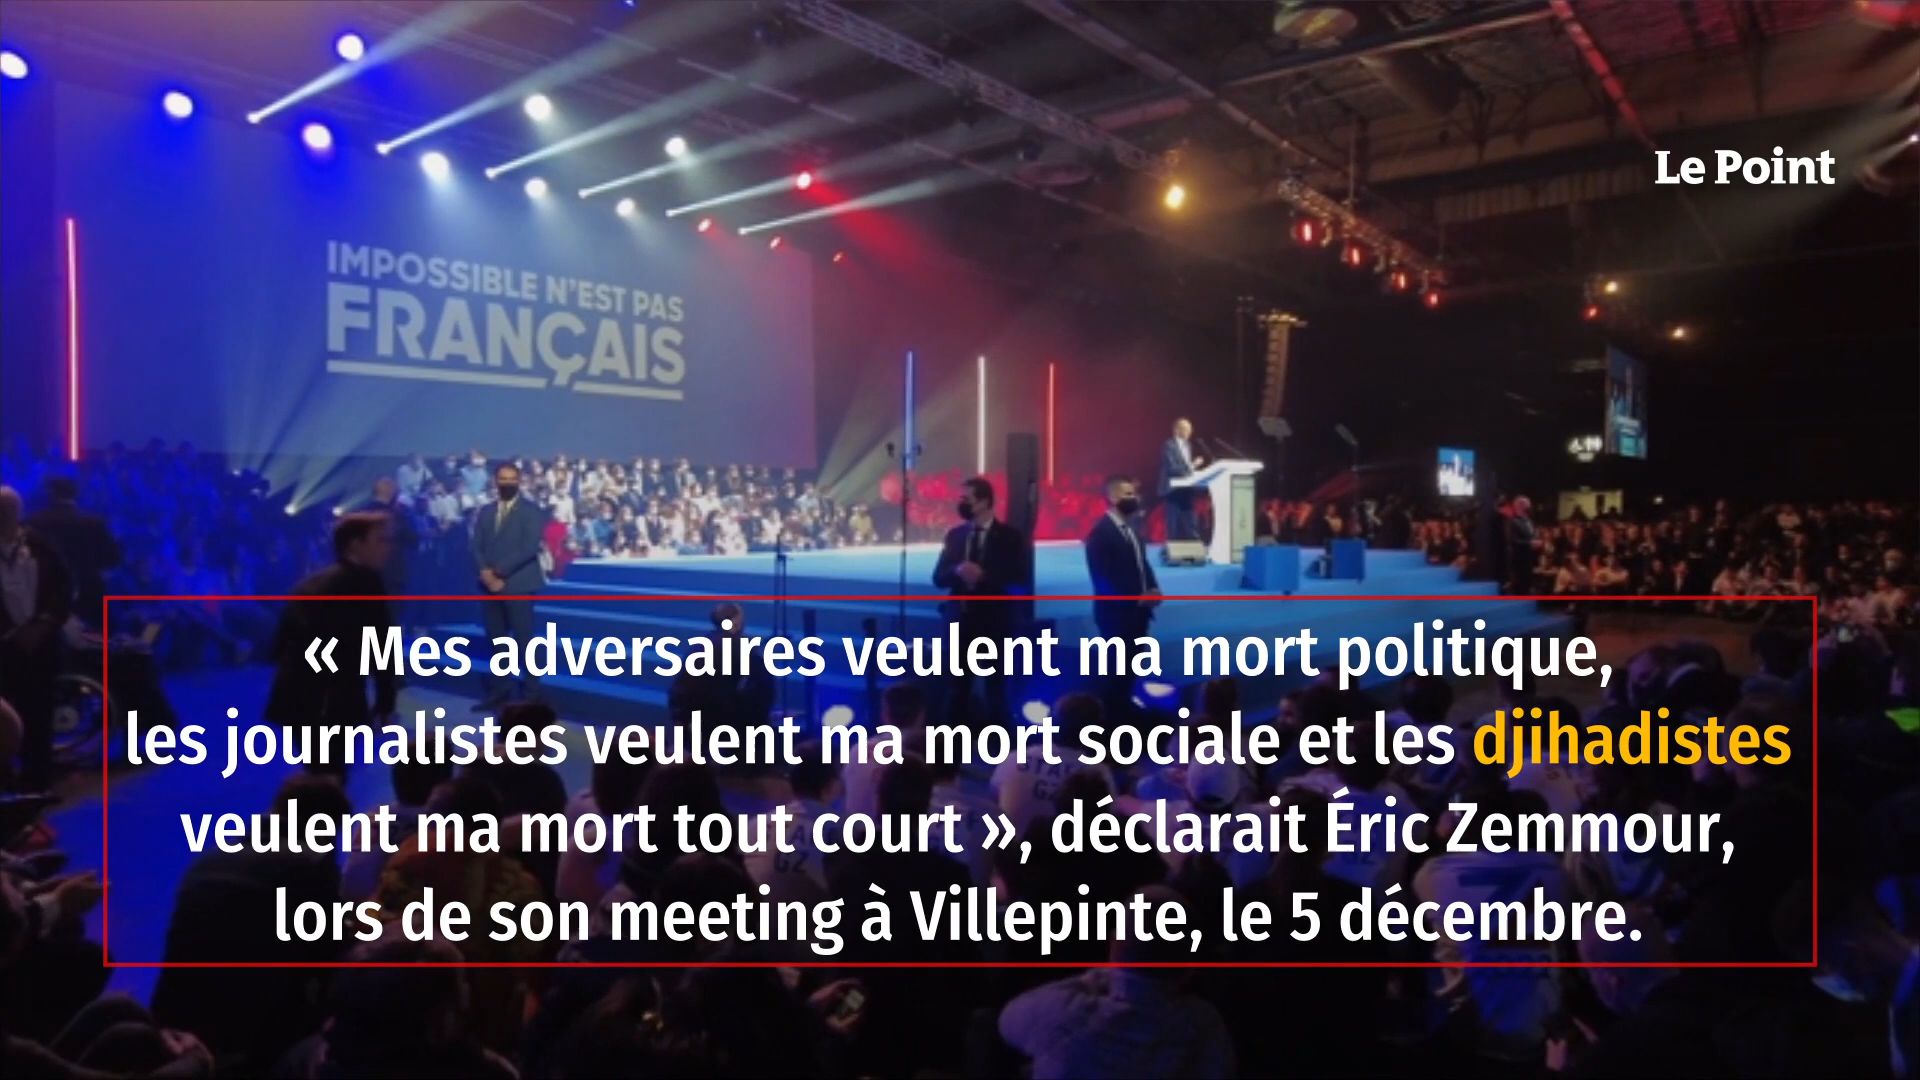 Le Point
IMPOSSIBLE N'EST PAS
FRANÇAIS
« Mes adversaires veulent ma mort politique,
les journalistes veulent ma mort sociale et les djihadistes
veulent ma mort tout court », déclarait Éric Zemmour,
lors de son meeting à Villepinte, le 5 décembre.